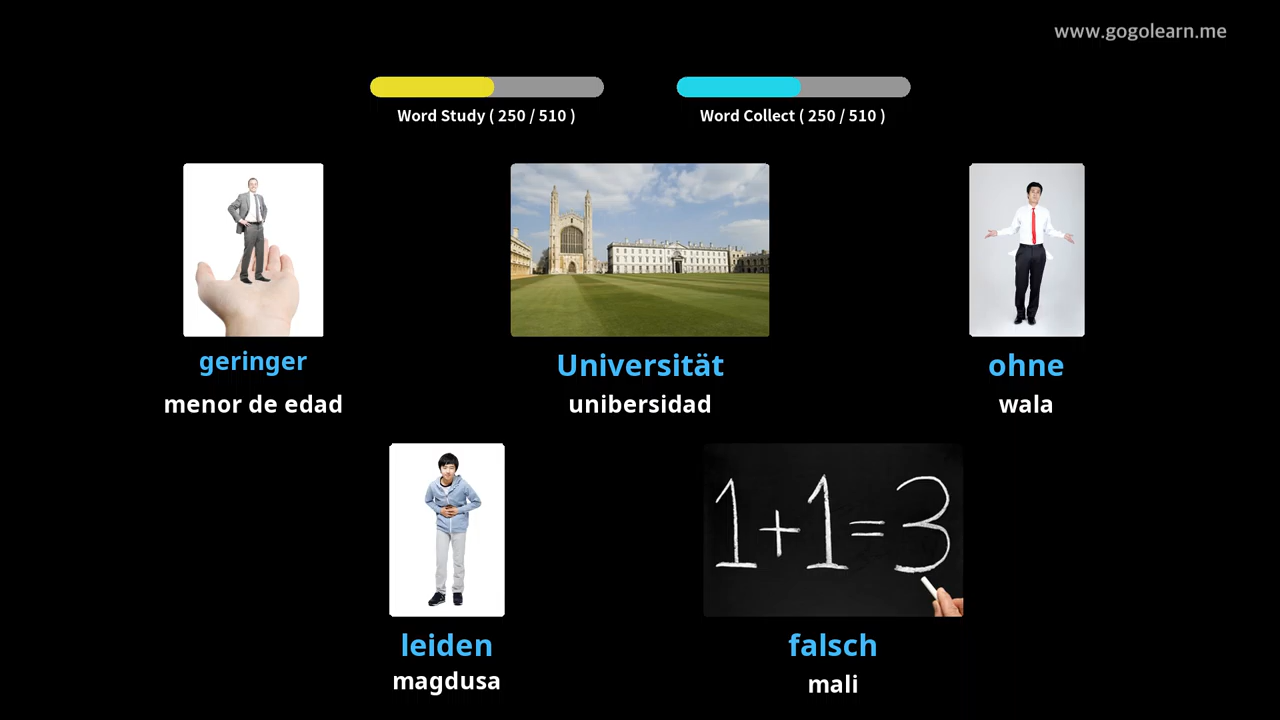 www.gogolearn.me
Word Study ( 250 / 510 )
Word Collect ( 250 / 510 )
geringer
menor de edad
Universität
unibersidad
ohne
wala
leiden
magdusa
1+1=3
falsch
mali